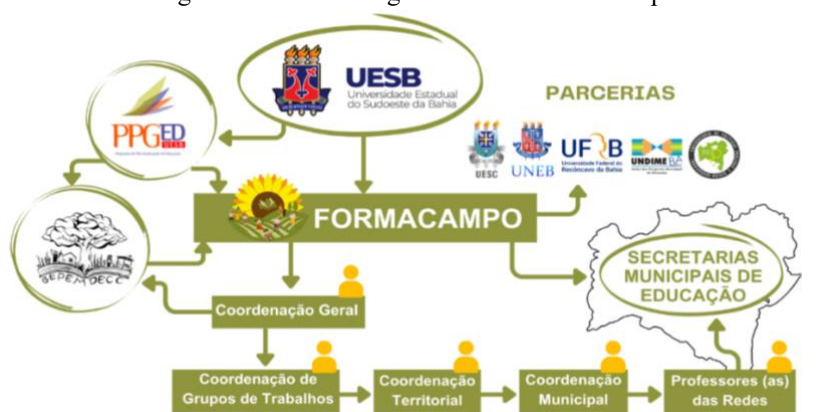 UESB
Universidade Estadual
do Sudoeste da Bahia
PARCERIAS
PPGED
UESB
UESC
UNEB
UFRB
Universidade Federal do
Recôncavo da Bahia
UNDIME BA
FORMACAMPO
GEPEMDECC
SECRETARIAS
MUNICIPAIS DE
EDUCAÇÃO
Coordenação Geral
Coordenação de
Grupos de Trabalhos
Coordenação
Territorial
Coordenação
Municipal
Professores (as)
das Redes